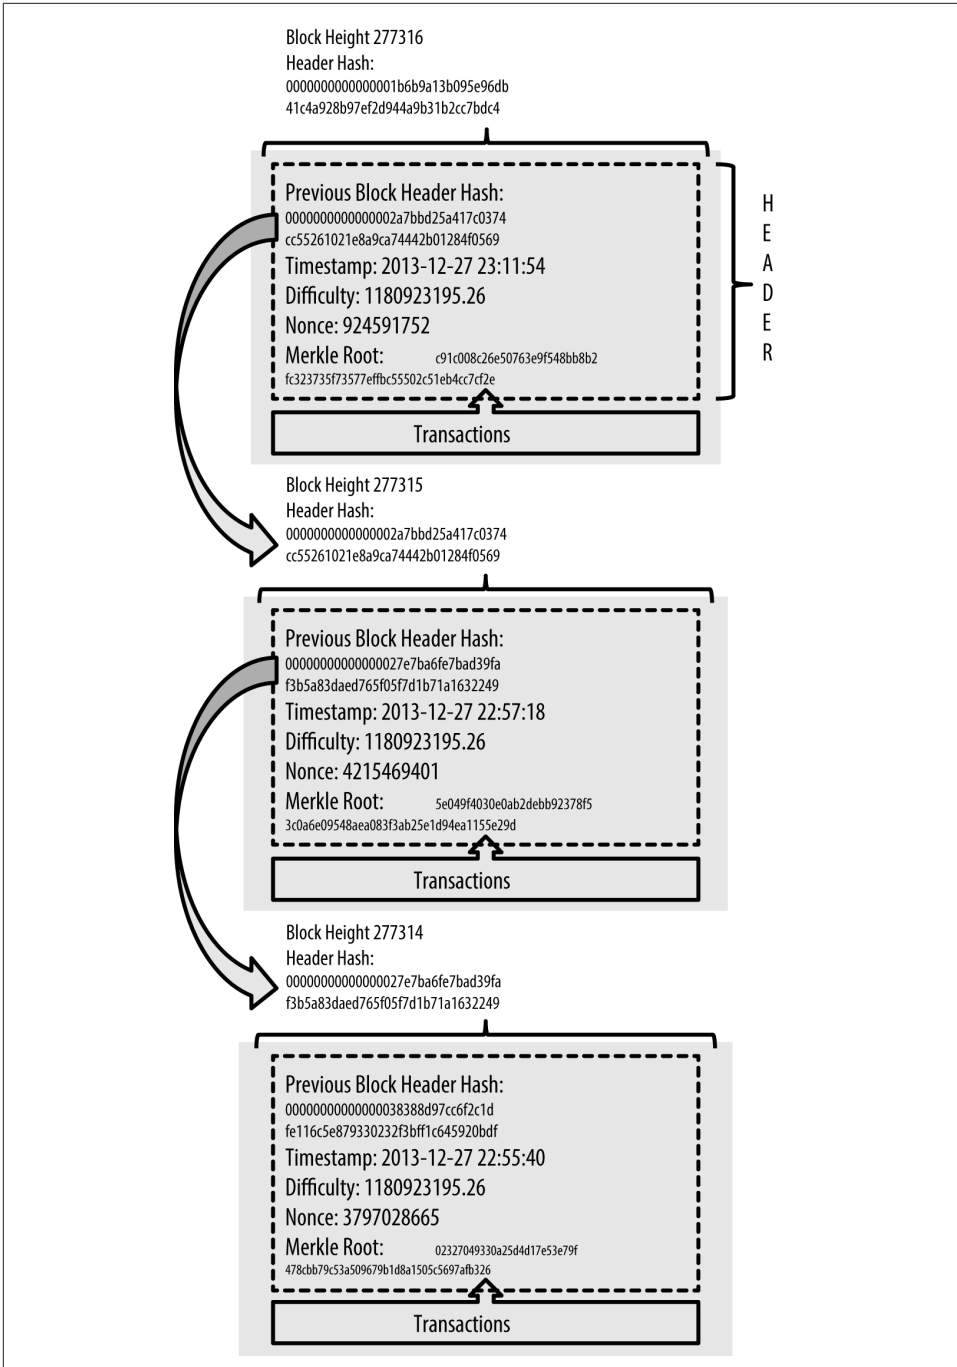 Block Height 277316
Header Hash:
0000000000000001b6b9a13b095e96db
41c4a928b97ef2d944a9b31b2cc7bdc4
Previous Block Header Hash:
0000000000000002a7bbd25a417c0374
cc55261021e8a9ca74442b01284f0569
Timestamp: 2013-12-27 23:11:54
Difficulty: 1180923195.26
Nonce: 924591752
Merkle Root: c91c008c26e50763e9f548bb8b2
fc323735f73577effbc55502c51eb4cc7cf2e
Transactions
HEADER
Block Height 277315
Header Hash:
0000000000000002a7bbd25a417c0374
cc55261021e8a9ca74442b01284f0569
Previous Block Header Hash:
00000000000000027e7ba6fe7bad39fa
f3b5a83daed765f05f7d1b71a1632249
Timestamp: 2013-12-27 22:57:18
Difficulty: 1180923195.26
Nonce: 4215469401
Merkle Root: 5e049f4030e0ab2debb92378f5
3c0a6e09548aea083f3ab25e1d94ea1155e29d
Transactions
Block Height 277314
Header Hash:
00000000000000027e7ba6fe7bad39fa
f3b5a83daed765f05f7d1b71a1632249
Previous Block Header Hash:
00000000000000038388d97cc6f2c1d
fe116c5e879330232f3bff1c645920bdf
Timestamp: 2013-12-27 22:55:40
Difficulty: 1180923195.26
Nonce: 3797028665
Merkle Root: 02327049330a25d4d17e53e79f
478cbb79c53a509679b1d8a1505c5697afb326
Transactions